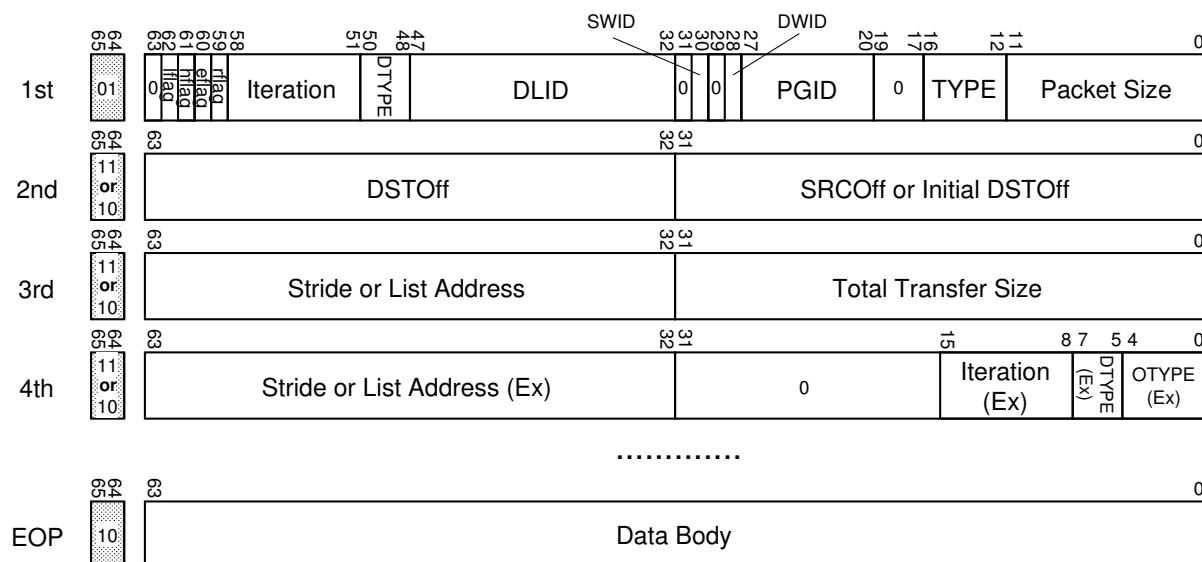 SWID DWID
65 64 63 62 61 60 59 58 51 50 48 47 32 31 30 29 28 27 20 19 17 16 12 11 0
1st 01 0 lflag hflag eflag rflag Iteration DTYPE DLID 0 0 PGID 0 TYPE Packet Size
65 64 63 32 31 0
2nd 11 or 10 DSTOff SRCOff or Initial DSTOff
65 64 63 32 31 0
3rd 11 or 10 Stride or List Address Total Transfer Size
65 64 63 32 31 15 8 7 5 4 0
4th 11 or 10 Stride or List Address (Ex) 0 Iteration (Ex) DTYPE (Ex) OTYPE (Ex)
.............
65 64 63 0
EOP 10 Data Body